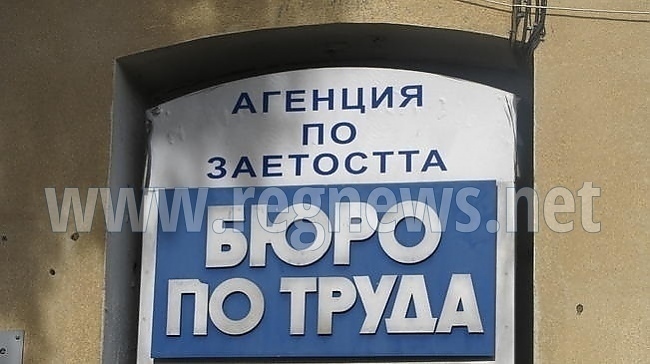 АГЕНЦИЯ
ПО
ЗАЕТОСТТА
www.regnews.net
БЮРО
ПО ТРУДА